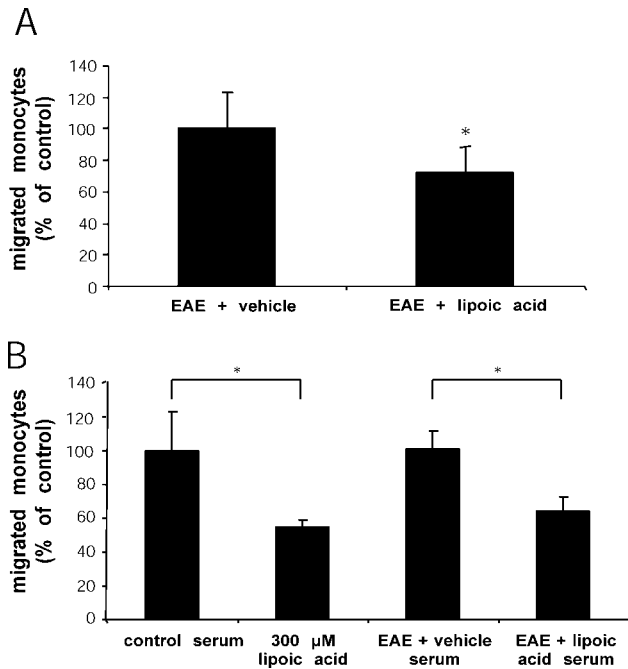 A
migrated monocytes
(% of control)
140
120
100
80
60
40
20
0
*
EAE + vehicle
EAE + lipoic acid
B
migrated monocytes
(% of control)
140
120
100
80
60
40
20
0
*
*
control serum
300 µM
lipoic acid
EAE + vehicle
serum
EAE + lipoic
acid serum